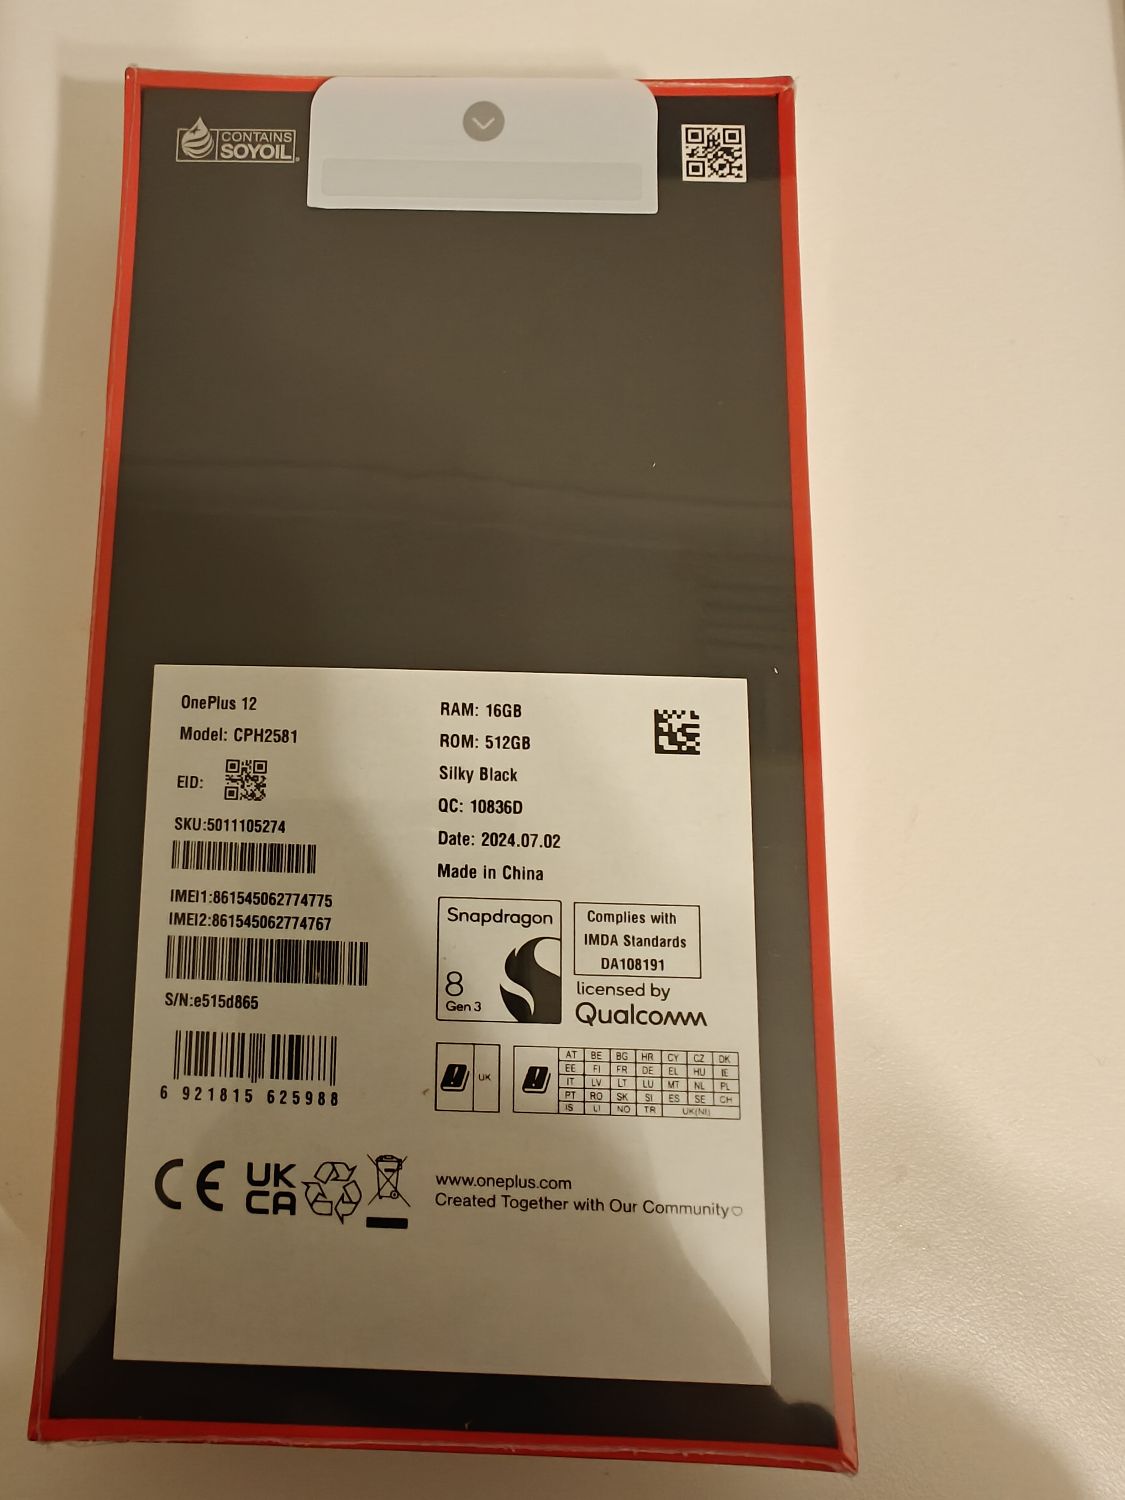 CONTAINS
SOYOIL
OnePlus 12
Model: CPH2581
EID:
SKU:5011105274
IMEI1:861545062774775
IMEI2:861545062774767
S/N:e515d865
6 921815 625988
RAM: 16GB
ROM: 512GB
Silky Black
QC: 10836D
Date: 2024.07.02
Made in China
Snapdragon
8
Gen 3
Complies with
IMDA Standards
DA108191
licensed by
Qualcomm
UK
AT BE BG HR CY CZ DK
EE FI FR DE EL HU IE
IT LV LT LU MT NL PL
PT RO SK SI ES SE CH
IS LI NO TR UK(NI)
CE
UK
CA
www.oneplus.com
Created Together with Our Community